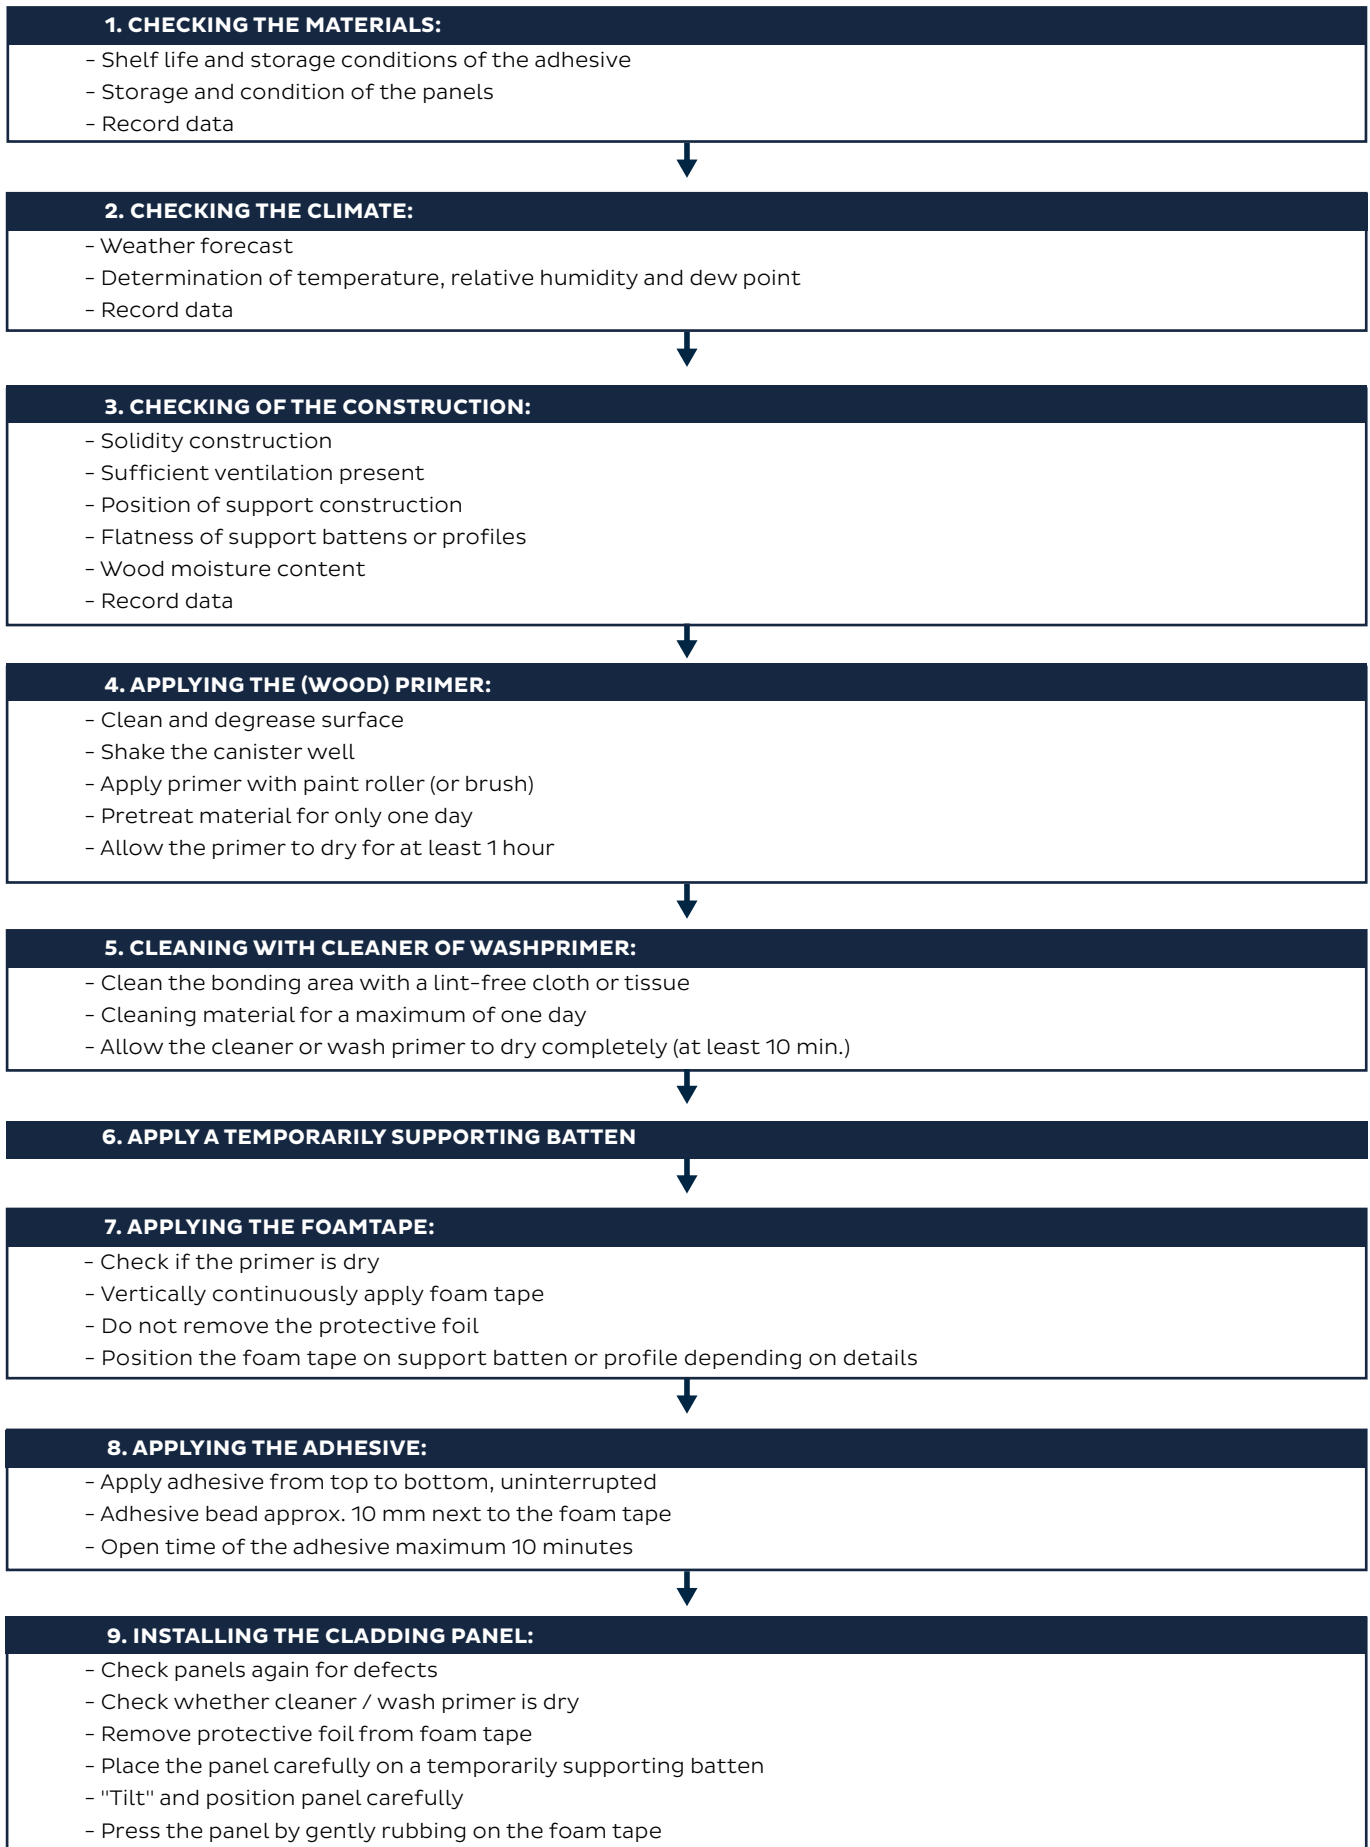 1. CHECKING THE MATERIALS:
- Shelf life and storage conditions of the adhesive
- Storage and condition of the panels
- Record data
2. CHECKING THE CLIMATE:
- Weather forecast
- Determination of temperature, relative humidity and dew point
- Record data
3. CHECKING OF THE CONSTRUCTION:
- Solidity construction
- Sufficient ventilation present
- Position of support construction
- Flatness of support battens or profiles
- Wood moisture content
- Record data
4. APPLYING THE (WOOD) PRIMER:
- Clean and degrease surface
- Shake the canister well
- Apply primer with paint roller (or brush)
- Pretreat material for only one day
- Allow the primer to dry for at least 1 hour
5. CLEANING WITH CLEANER OF WASHPRIMER:
- Clean the bonding area with a lint-free cloth or tissue
- Cleaning material for a maximum of one day
- Allow the cleaner or wash primer to dry completely (at least 10 min.)
6. APPLY A TEMPORARILY SUPPORTING BATTEN
7. APPLYING THE FOAMTAPE:
- Check if the primer is dry
- Vertically continuously apply foam tape
- Do not remove the protective foil
- Position the foam tape on support batten or profile depending on details
8. APPLYING THE ADHESIVE:
- Apply adhesive from top to bottom, uninterrupted
- Adhesive bead approx. 10 mm next to the foam tape
- Open time of the adhesive maximum 10 minutes
9. INSTALLING THE CLADDING PANEL:
- Check panels again for defects
- Check whether cleaner / wash primer is dry
- Remove protective foil from foam tape
- Place the panel carefully on a temporarily supporting batten
- "Tilt" and position panel carefully
- Press the panel by gently rubbing on the foam tape